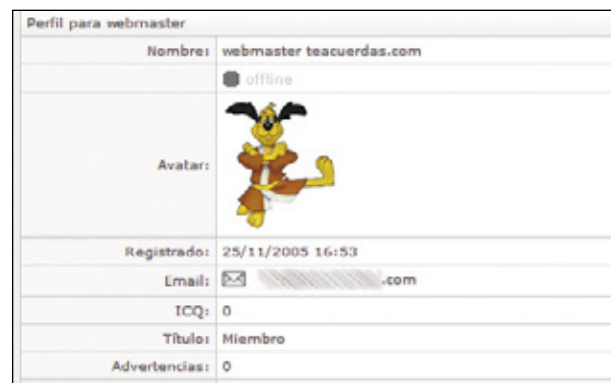 Perfil para webmaster
Nombre: webmaster teacuerdas.com
offline
Avatar:
Registrado: 25/11/2005 16:53
Email: .com
ICQ: 0
Título: Miembro
Advertencias: 0